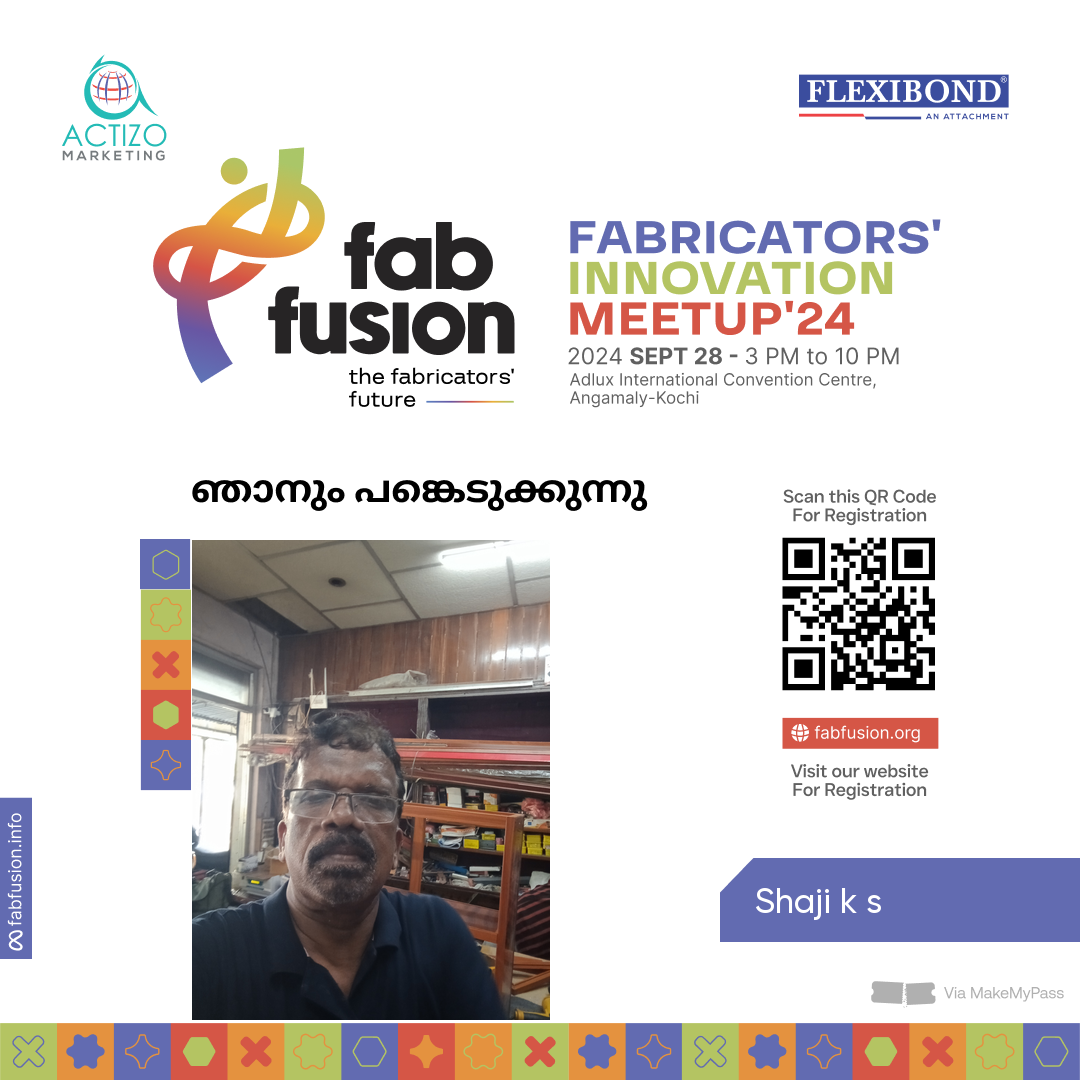 ACTIZO
MARKETING
FLEXIBOND®
AN ATTACHMENT
fab
fusion
the fabricators'
future
FABRICATORS'
INNOVATION
MEETUP'24
2024 SEPT 28 - 3 PM to 10 PM
Adlux International Convention Centre,
Angamaly-Kochi
ഞാനും പങ്കെടുക്കുന്നു
Scan this QR Code
For Registration
fabfusion.org
Visit our website
For Registration
fabfusion.info
Shaji k s
Via MakeMyPass